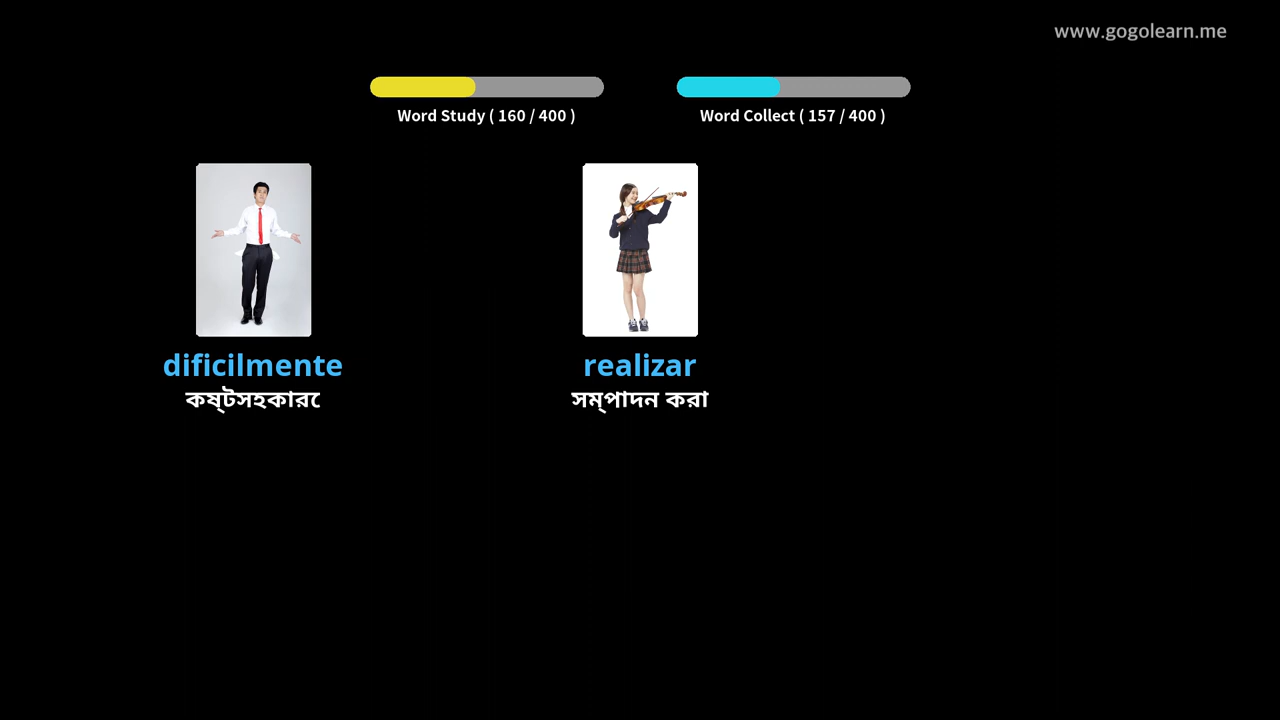 www.gogolearn.me
Word Study ( 160 / 400 )
Word Collect ( 157 / 400 )
dificilmente
কষ্টসহকারে
realizar
সম্পাদন করা